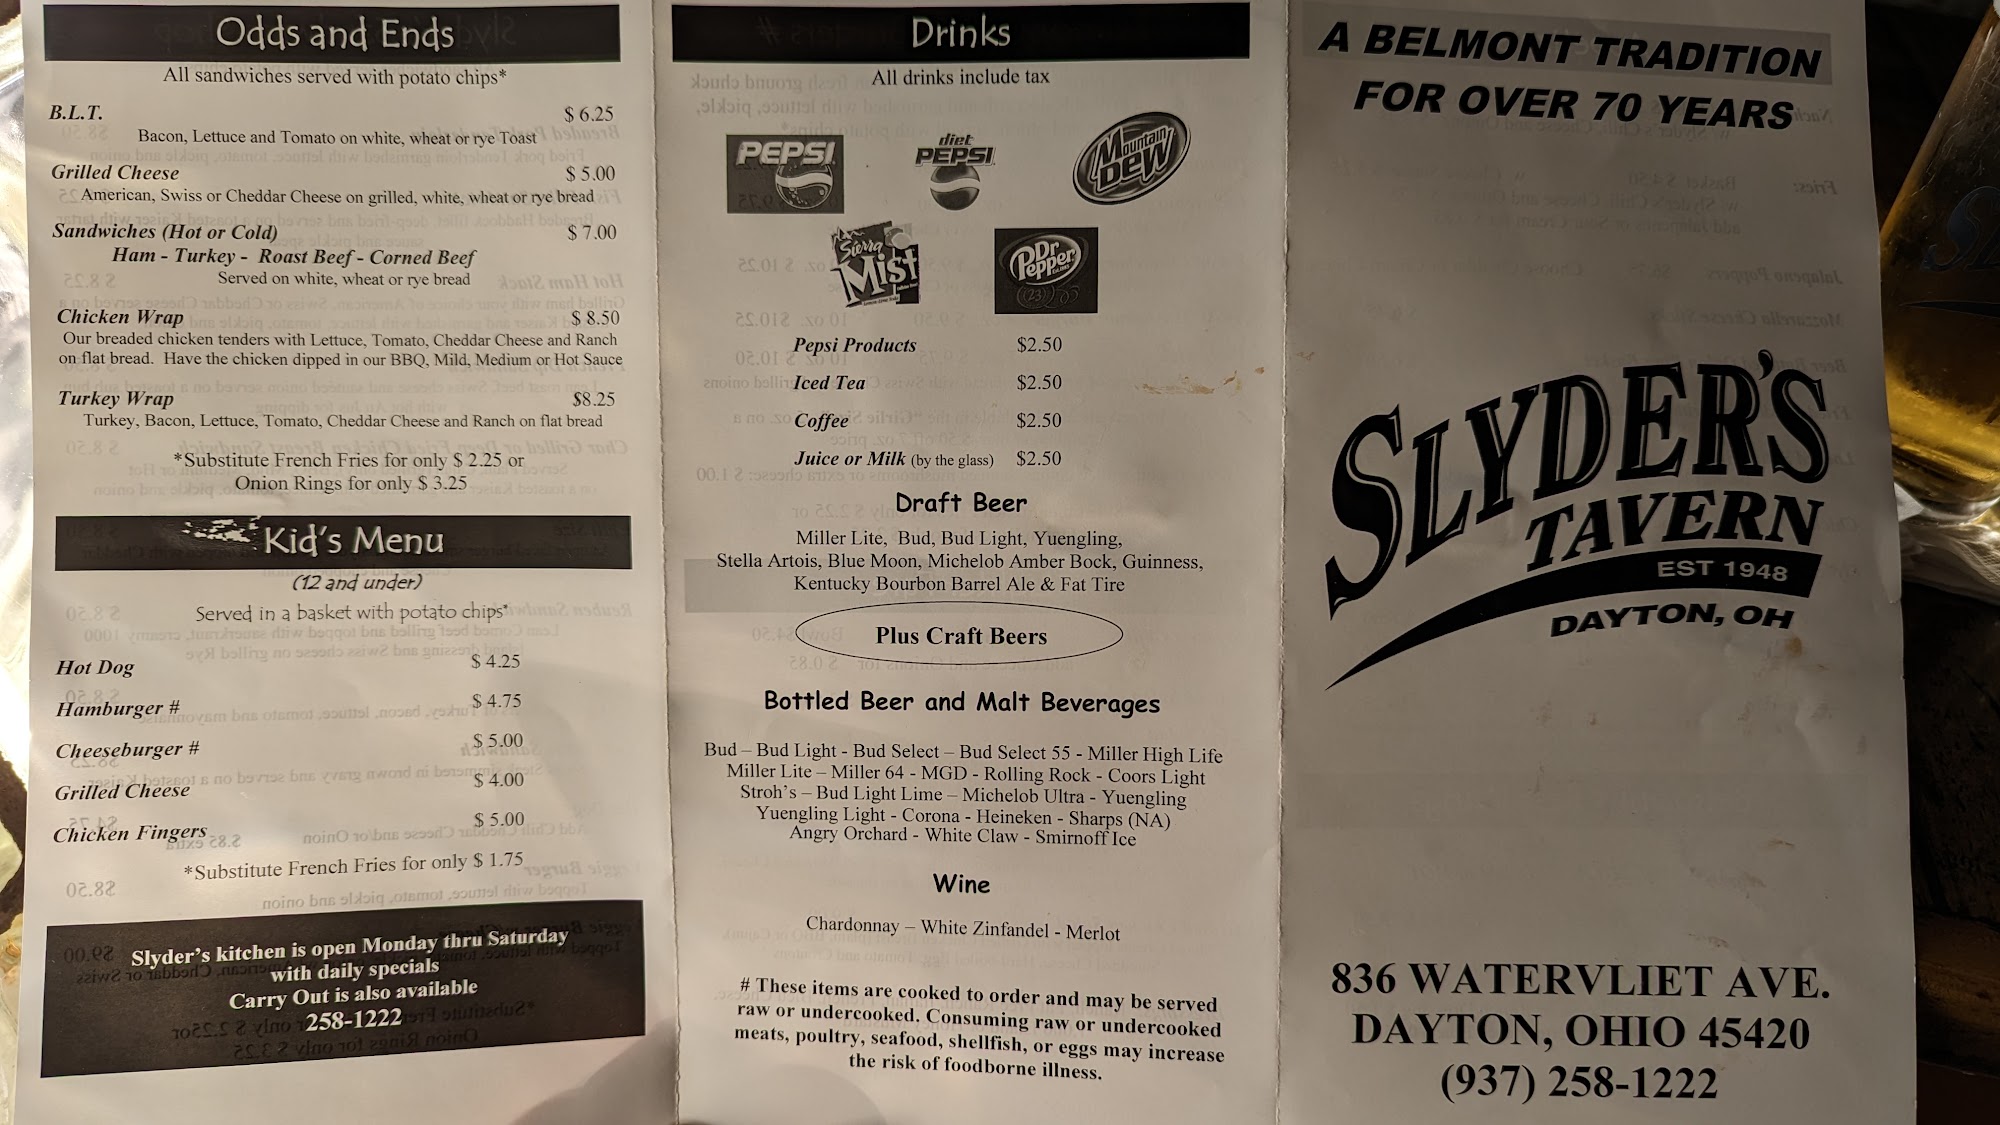 Odds and Ends
All sandwiches served with potato chips*
B.L.T. $ 6.25
Bacon, Lettuce and Tomato on white, wheat or rye Toast
Grilled Cheese $ 5.00
American, Swiss or Cheddar Cheese on grilled, white, wheat or rye bread
Sandwiches (Hot or Cold) $ 7.00
Ham - Turkey - Roast Beef - Corned Beef
Served on white, wheat or rye bread
Chicken Wrap $ 8.50
Our breaded chicken tenders with Lettuce, Tomato, Cheddar Cheese and Ranch
on flat bread. Have the chicken dipped in our BBQ, Mild, Medium or Hot Sauce
Turkey Wrap $8.25
Turkey, Bacon, Lettuce, Tomato, Cheddar Cheese and Ranch on flat bread
*Substitute French Fries for only $ 2.25 or
Onion Rings for only $ 3.25
Kid's Menu
(12 and under)
Served in a basket with potato chips*
Hot Dog $ 4.25
Hamburger # $ 4.75
Cheeseburger # $ 5.00
Grilled Cheese $ 4.00
Chicken Fingers $ 5.00
*Substitute French Fries for only $ 1.75
Slyder's kitchen is open Monday thru Saturday
with daily specials
Carry Out is also available
258-1222
Drinks
All drinks include tax
PEPSI
diet
PEPSI
Mountain
DEW
Sierra
Mist
Dr
Pepper
(23)
Pepsi Products $2.50
Iced Tea $2.50
Coffee $2.50
Juice or Milk (by the glass) $2.50
Draft Beer
Miller Lite, Bud, Bud Light, Yuengling,
Stella Artois, Blue Moon, Michelob Amber Bock, Guinness,
Kentucky Bourbon Barrel Ale & Fat Tire
Plus Craft Beers
Bottled Beer and Malt Beverages
Bud – Bud Light - Bud Select – Bud Select 55 - Miller High Life
Miller Lite – Miller 64 - MGD - Rolling Rock - Coors Light
Stroh's – Bud Light Lime – Michelob Ultra - Yuengling
Yuengling Light - Corona - Heineken - Sharps (NA)
Angry Orchard - White Claw - Smirnoff Ice
Wine
Chardonnay – White Zinfandel - Merlot
# These items are cooked to order and may be served
raw or undercooked. Consuming raw or undercooked
meats, poultry, seafood, shellfish, or eggs may increase
the risk of foodborne illness.
A BELMONT TRADITION
FOR OVER 70 YEARS
SLYDER'S
TAVERN
EST 1948
DAYTON, OH
836 WATERVLIET AVE.
DAYTON, OHIO 45420
(937) 258-1222